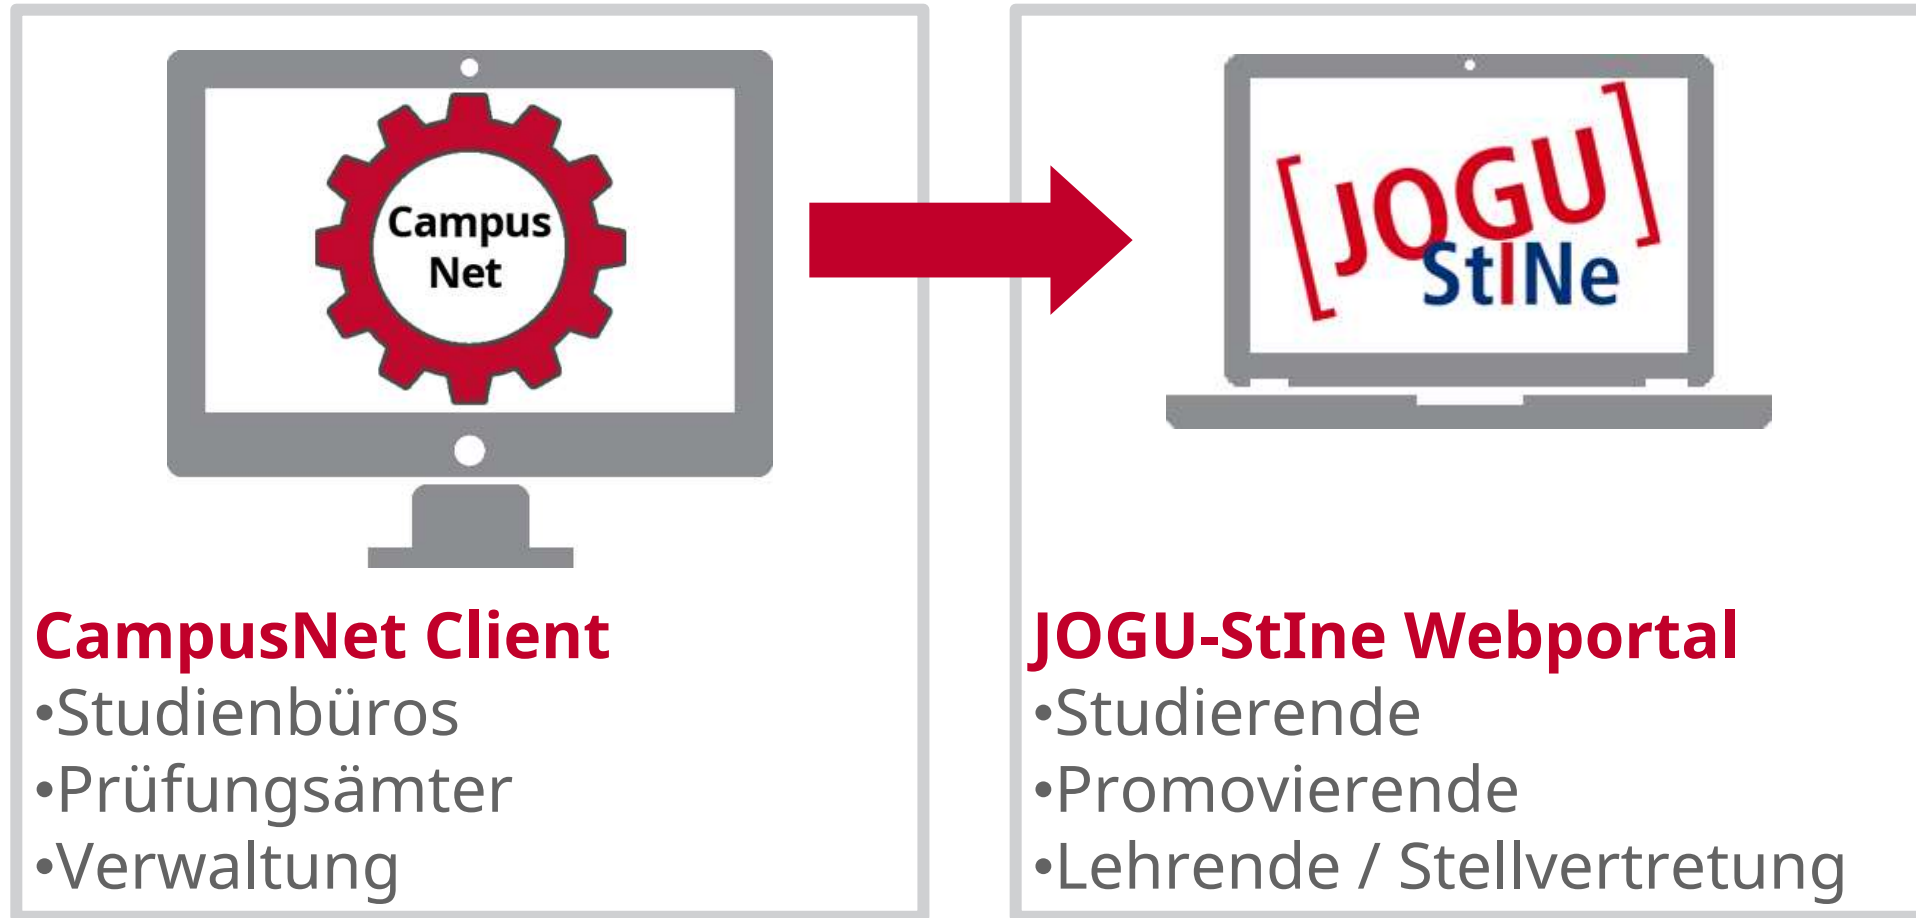 Campus
Net
CampusNet Client
•Studienbüros
•Prüfungsämter
•Verwaltung
[JOGU]
StINe
JOGU-StIne Webportal
•Studierende
•Promovierende
•Lehrende / Stellvertretung